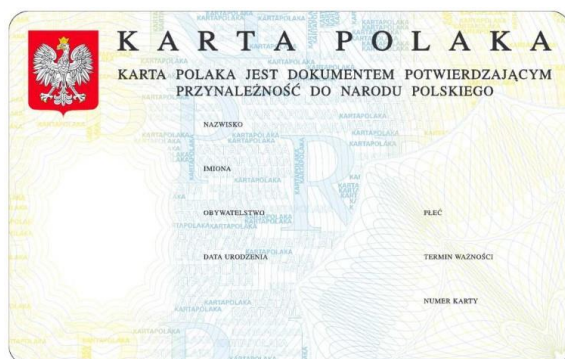 KARTA POLAKA
KARTA POLAKA JEST DOKUMENTEM POTWIERDZAJĄCYM
PRZYNALEŻNOŚĆ DO NARODU POLSKIEGO
NAZWISKO
IMIONA
OBYWATELSTWO
PŁEĆ
DATA URODZENIA
TERMIN WAŻNOŚCI
NUMER KARTY